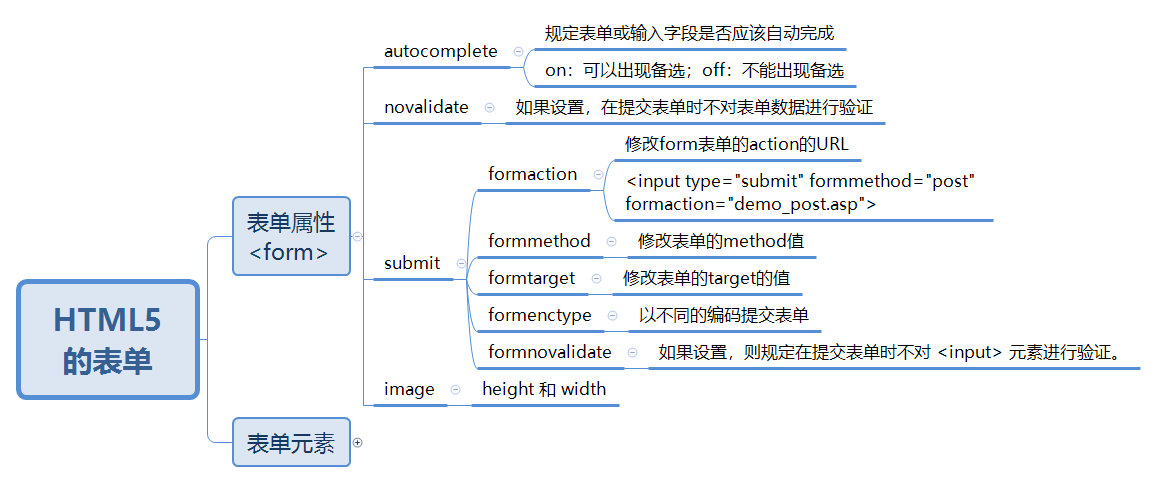 HTML5
的表单
表单属性
<form>
autocomplete
规定表单或输入字段是否应该自动完成
on：可以出现备选；off：不能出现备选
novalidate
如果设置，在提交表单时不对表单数据进行验证
submit
formaction
修改form表单的action的URL
<input type="submit" formmethod="post"
formaction="demo_post.asp">
formmethod
修改表单的method值
formtarget
修改表单的target的值
formenctype
以不同的编码提交表单
formnovalidate
如果设置，则规定在提交表单时不对 <input> 元素进行验证。
image
height 和 width
表单元素